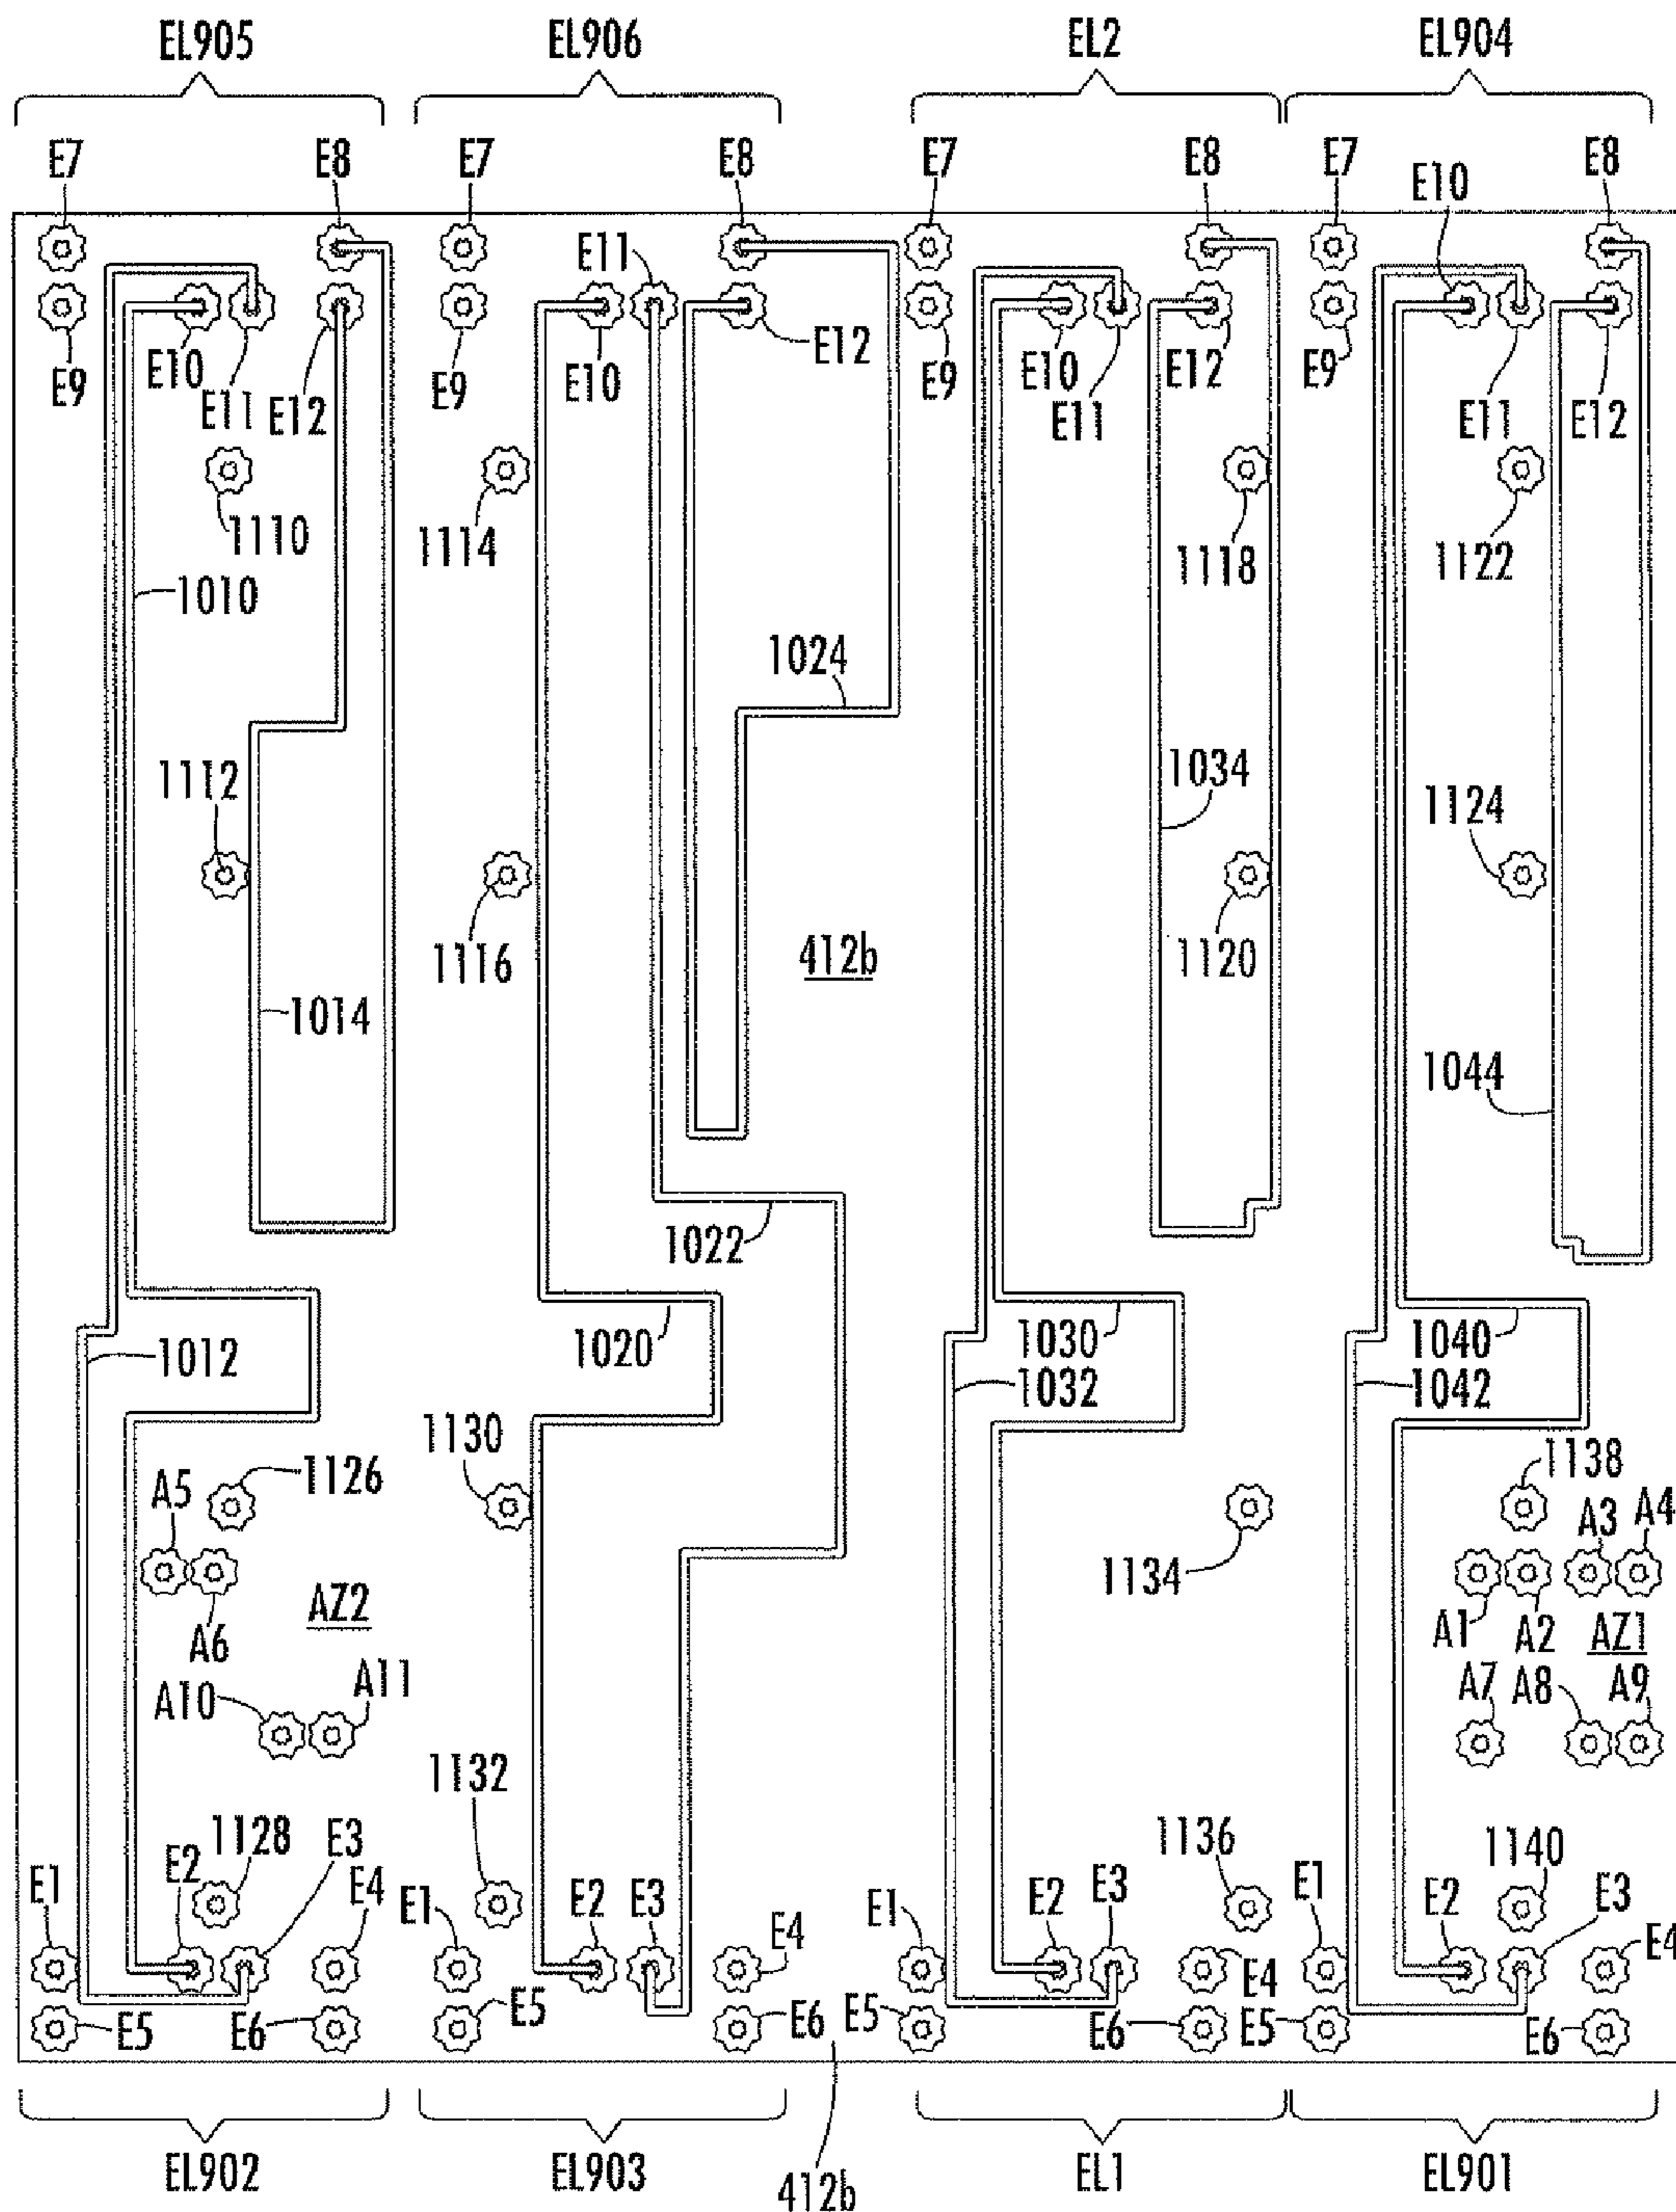 EL905 EL906 EL2 EL904
E7 E8 E7 E8 E7 E8 E7 E10 E8
E11
E9 E10 E11 E12 E9 E10 E12 E9 E10 E11 E12 E9 E11 E12
1110 1114 1118 1122
1010
1024
1112 1034 1124
1116 412b 1120
1014
1044
1022
1012 1020 1030 1040
1032 1042
1130
A5 1126 1138
A3 A4
1134
A6 AZ2 A1 A2 AZ1
A10 A11 A7 A8 A9
1132
1128 E3 1136 1140
E1 E2 E4 E1 E2 E3 E4 E1 E2 E3 E4 E1 E2 E3 E4
E5 E6 E5 E6 E5 E6 E5 E6
EL902 EL903 EL1 EL901
412b